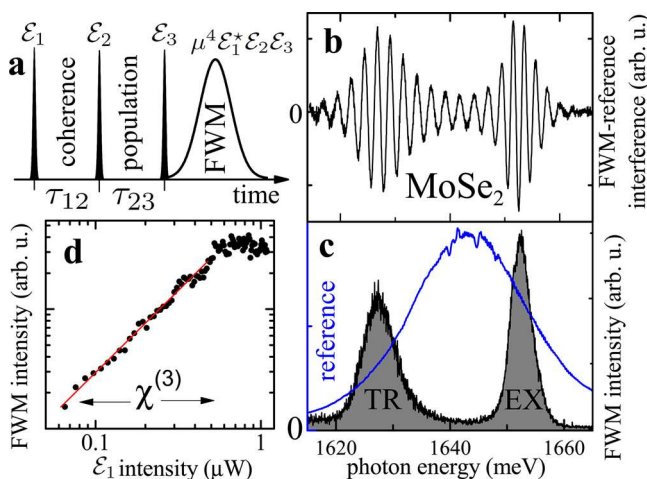 ℰ₁ ℰ₂ ℰ₃ μ⁴ℰ₁*ℰ₂ℰ₃
a
coherence
population
FWM
τ₁₂ τ₂₃ time
b
0
MoSe₂
FWM-reference
interference (arb. u.)
d
FWM intensity (arb. u.)
χ⁽³⁾
0.1 1
ℰ₁ intensity (μW)
c
reference
0
TR EX
FWM intensity (arb. u.)
1620 1640 1660
photon energy (meV)